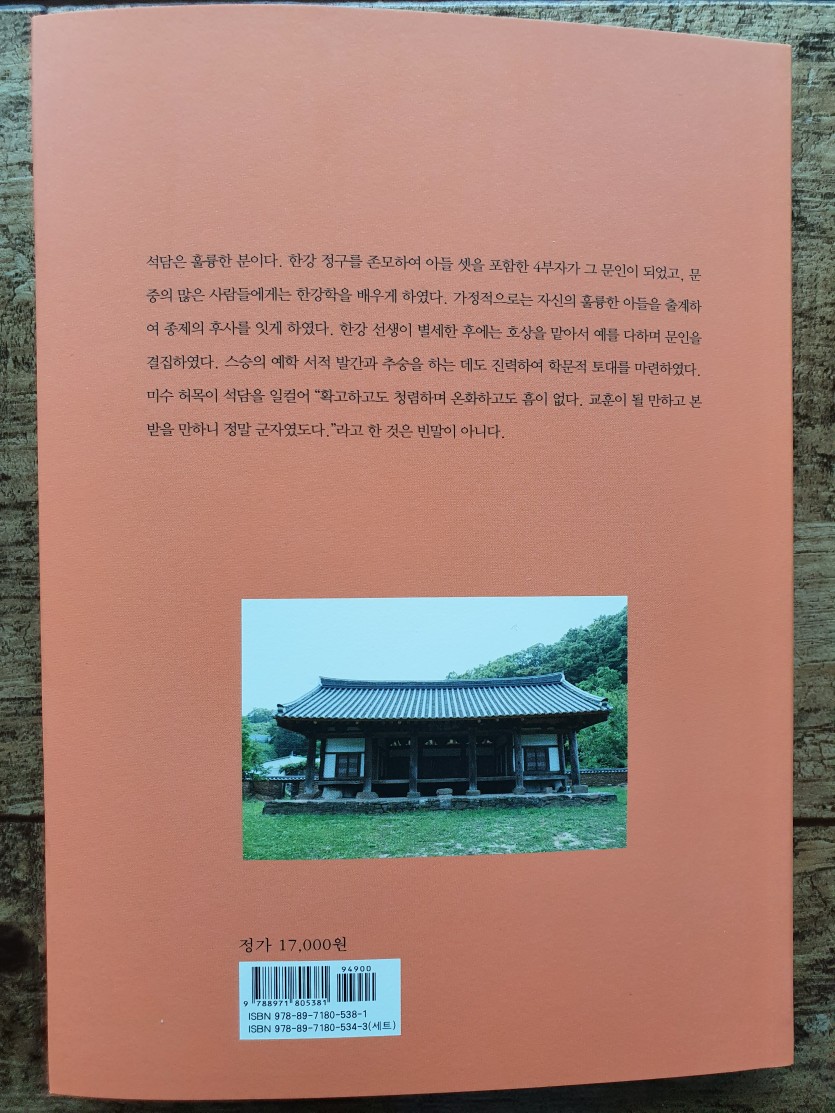 석담은 훌륭한 분이다. 한강 정구를 존모하여 아들 셋을 포함한 4부자가 그 문인이 되었고, 문
중의 많은 사람들에게는 한강학을 배우게 하였다. 가정적으로는 자신의 훌륭한 아들을 출계하
여 종제의 후사를 잇게 하였다. 한강 선생이 별세한 후에는 호상을 맡아서 예를 다하며 문인을
결집하였다. 스승의 예학 서적 발간과 추숭을 하는 데도 진력하여 학문적 토대를 마련하였다.
미수 허목이 석담을 일컬어 “확고하고도 청렴하며 온화하고도 흠이 없다. 교훈이 될 만하고 본
받을 만하니 정말 군자였도다.”라고 한 것은 빈말이 아니다.
정가 17,000원
94900
9 788971 805381
ISBN 978-89-7180-538-1
ISBN 978-89-7180-534-3(세트)